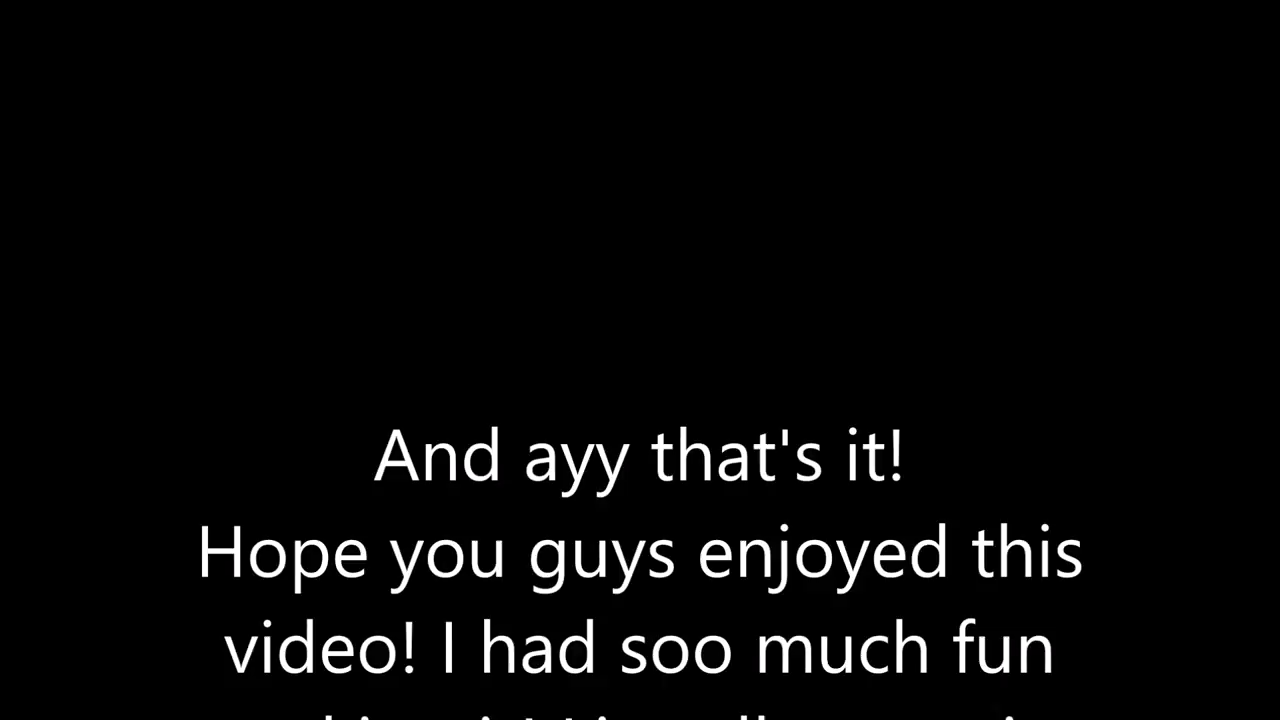 And ayy that's it!
Hope you guys enjoyed this
video! I had soo much fun